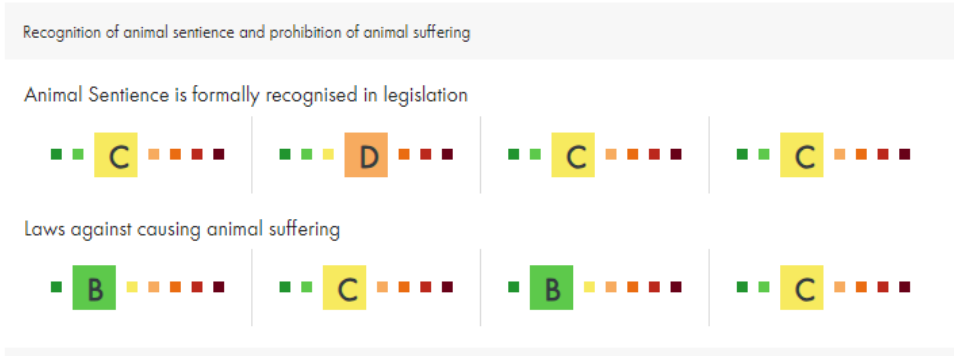 Recognition of animal sentience and prohibition of animal suffering
Animal Sentience is formally recognised in legislation
C D C C
Laws against causing animal suffering
B C B C